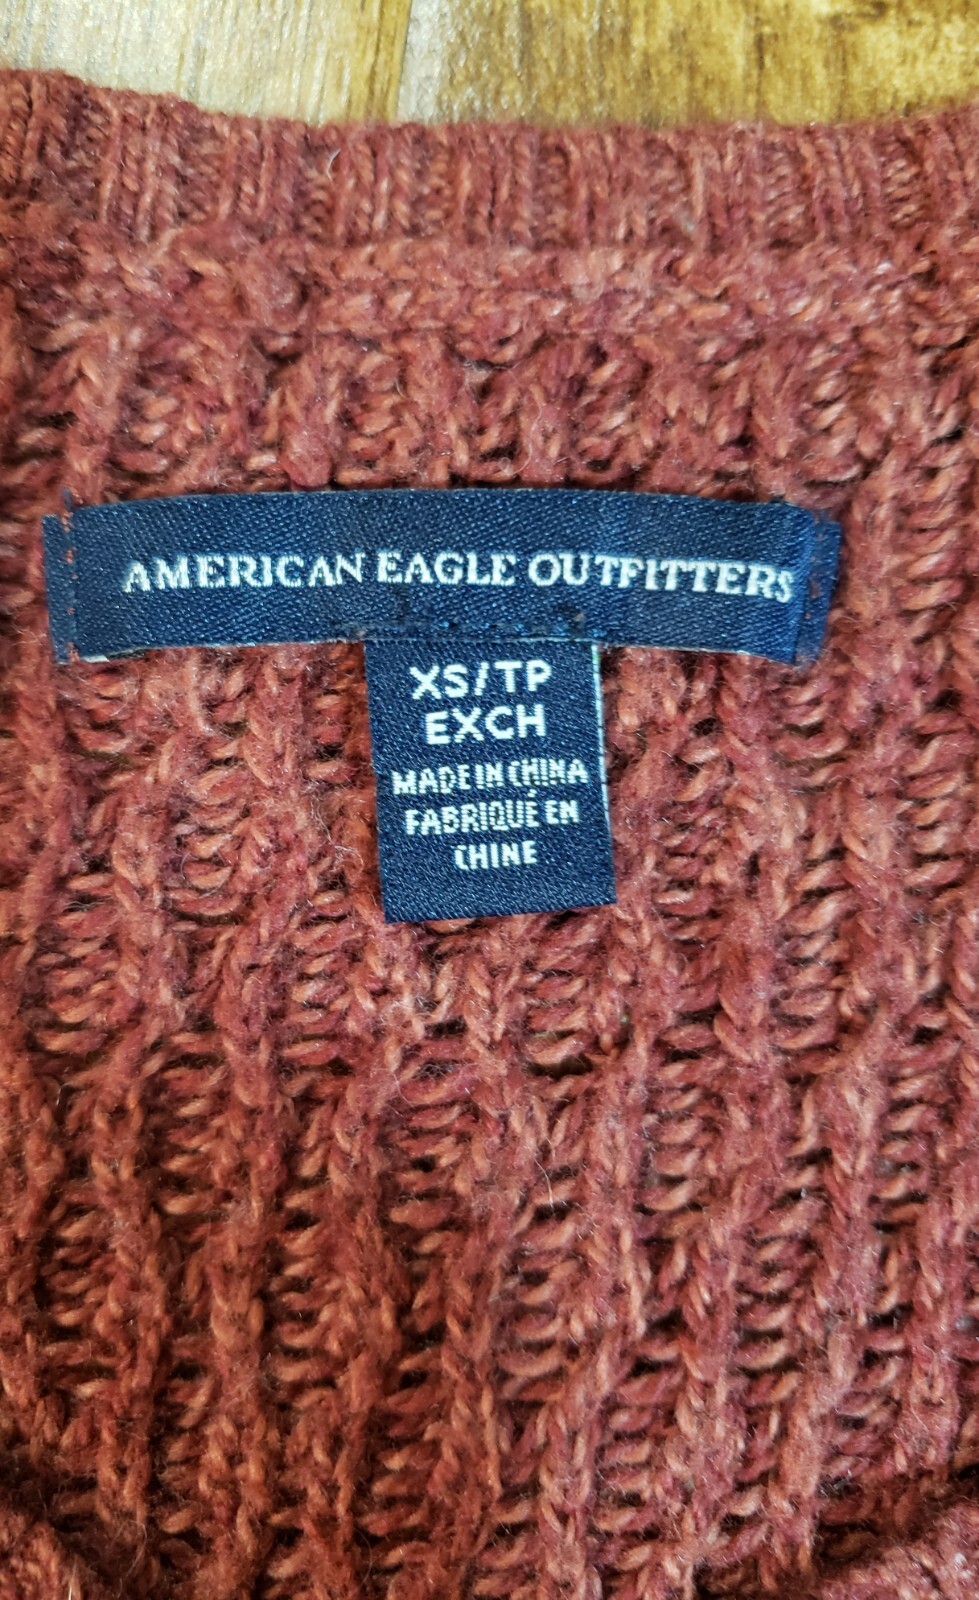 AMERICAN EAGLE OUTFITTERS
XS/TP
EXCH
MADE IN CHINA
FABRIQUÉ EN
CHINE